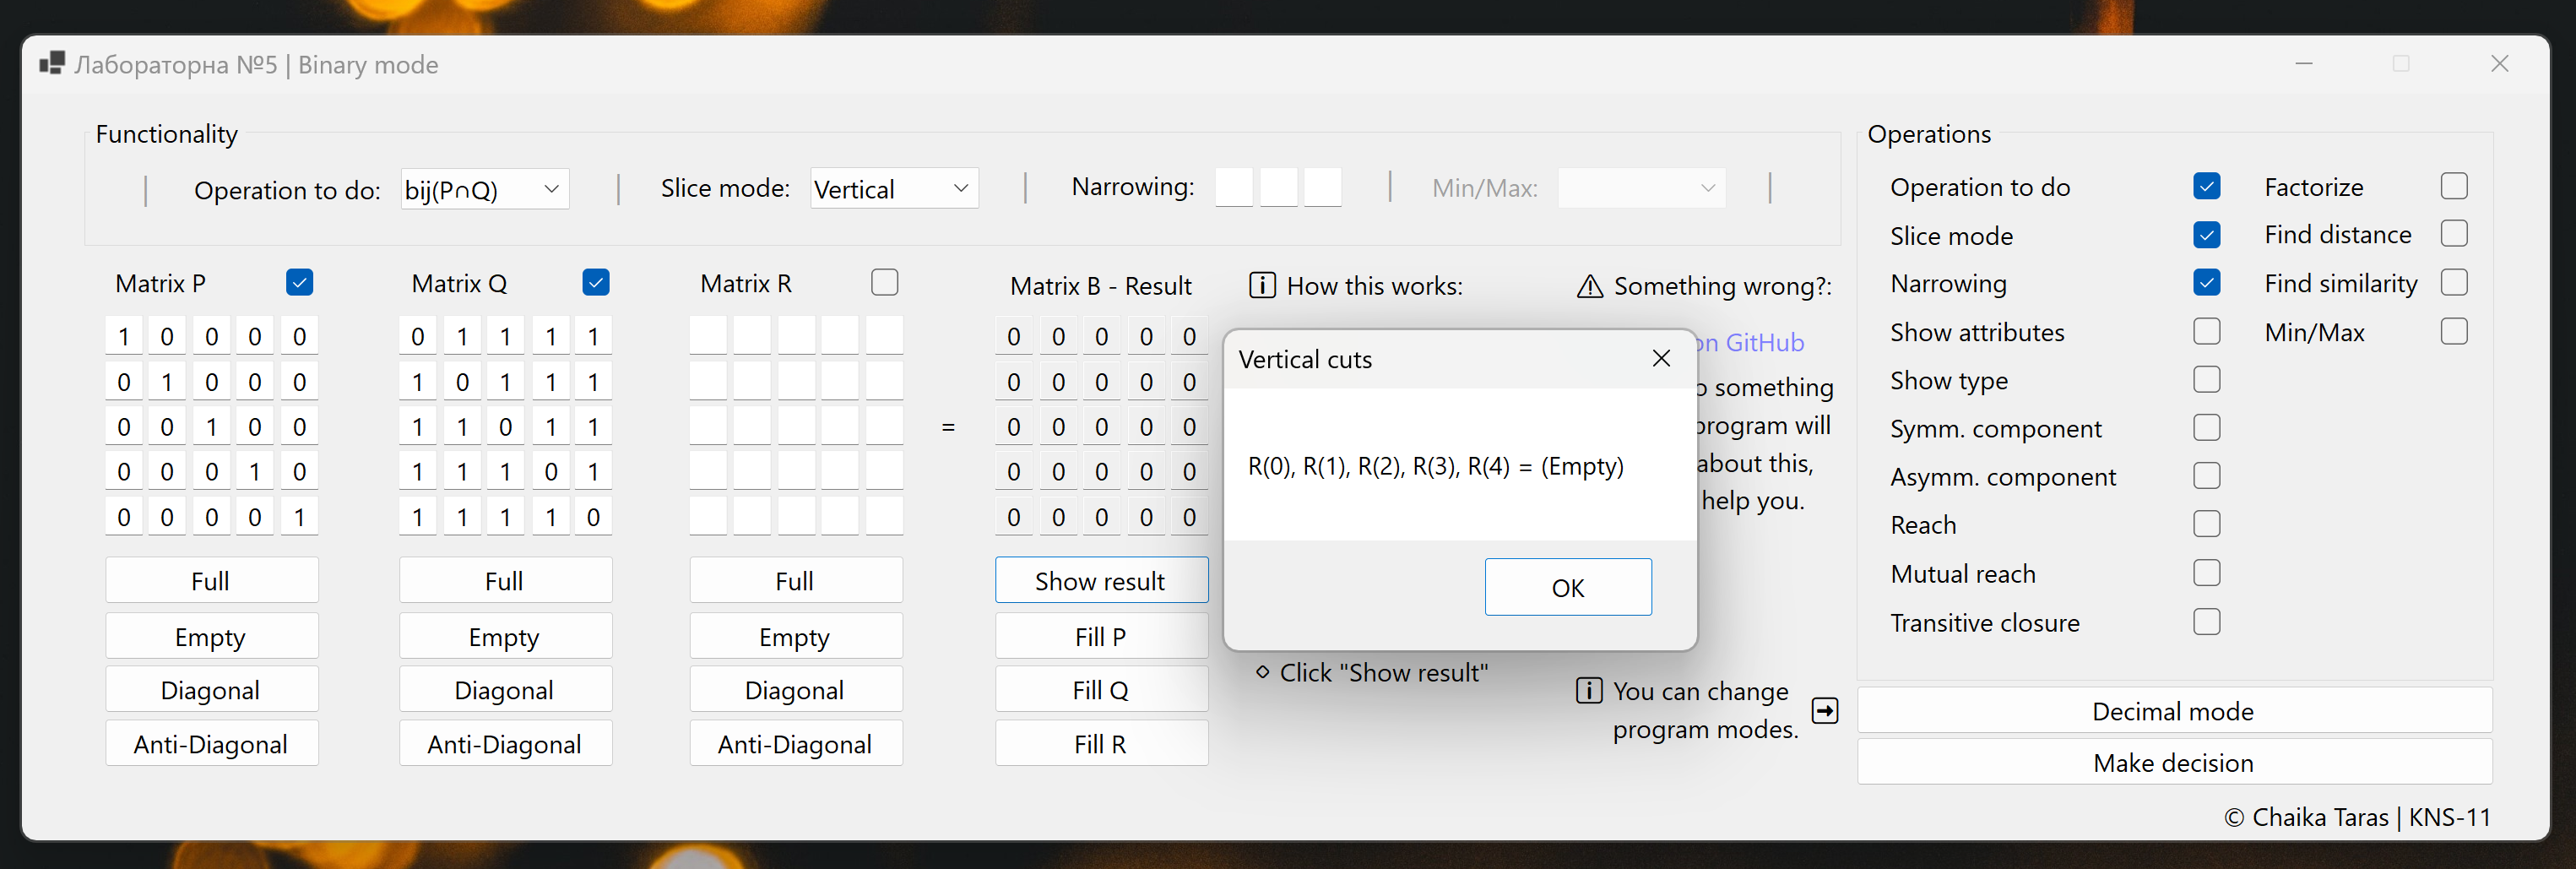 Лабораторна №5 | Binary mode
Functionality
| Operation to do: bij(P∩Q) | Slice mode: Vertical | Narrowing: | Min/Max: |
Matrix P
1 0 0 0 0
0 1 0 0 0
0 0 1 0 0
0 0 0 1 0
0 0 0 0 1
Full
Empty
Diagonal
Anti-Diagonal
Matrix Q
0 1 1 1 1
1 0 1 1 1
1 1 0 1 1
1 1 1 0 1
1 1 1 1 0
Full
Empty
Diagonal
Anti-Diagonal
Matrix R
Full
Empty
Diagonal
Anti-Diagonal
=
Matrix B - Result
0 0 0 0 0
0 0 0 0 0
0 0 0 0 0
0 0 0 0 0
0 0 0 0 0
Show result
Fill P
Fill Q
Fill R
How this works:
Click "Show result"
Vertical cuts
R(0), R(1), R(2), R(3), R(4) = (Empty)
OK
Something wrong?:
on GitHub
something
program will
about this,
help you.
You can change
program modes.
Operations
Operation to do
Slice mode
Narrowing
Show attributes
Show type
Symm. component
Asymm. component
Reach
Mutual reach
Transitive closure
Factorize
Find distance
Find similarity
Min/Max
Decimal mode
Make decision
© Chaika Taras | KNS-11